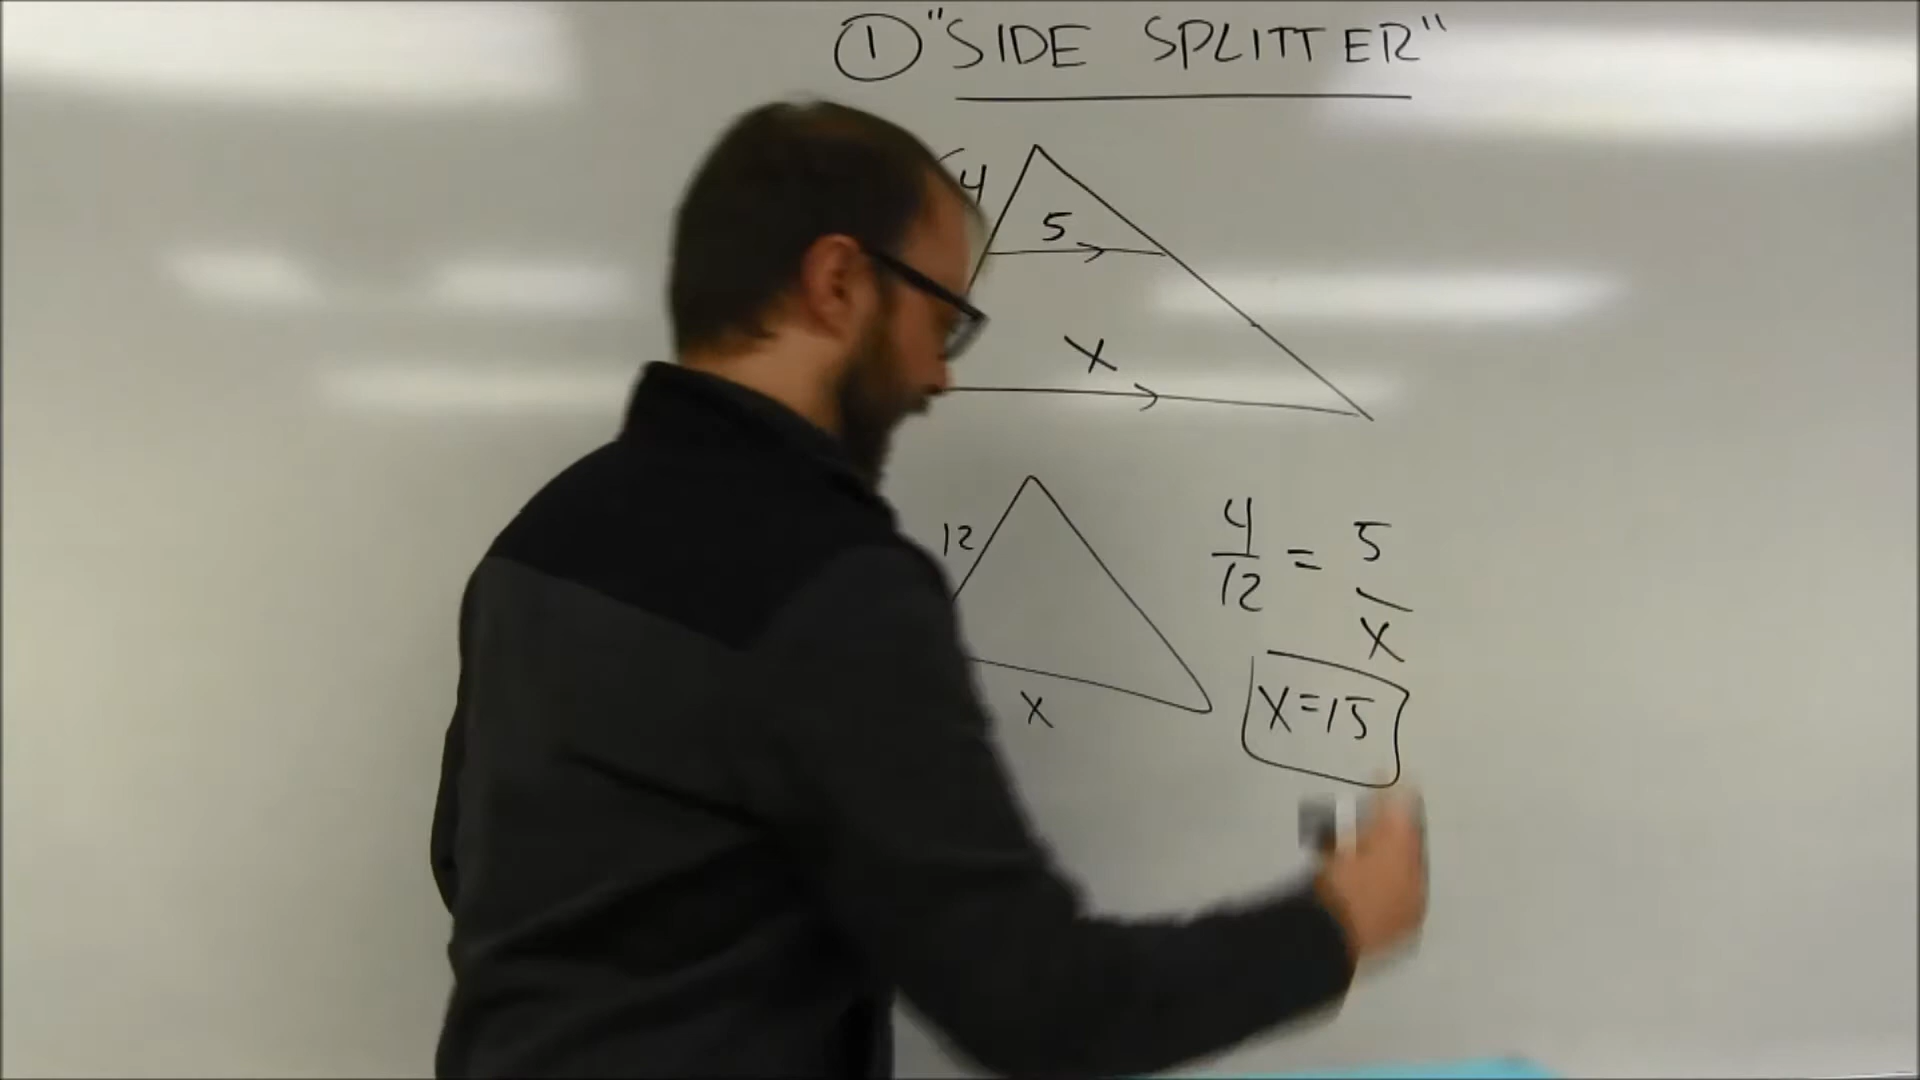 ① "SIDE SPLITTER"
4
5
X
12
X
4/12 = 5/X
X=15